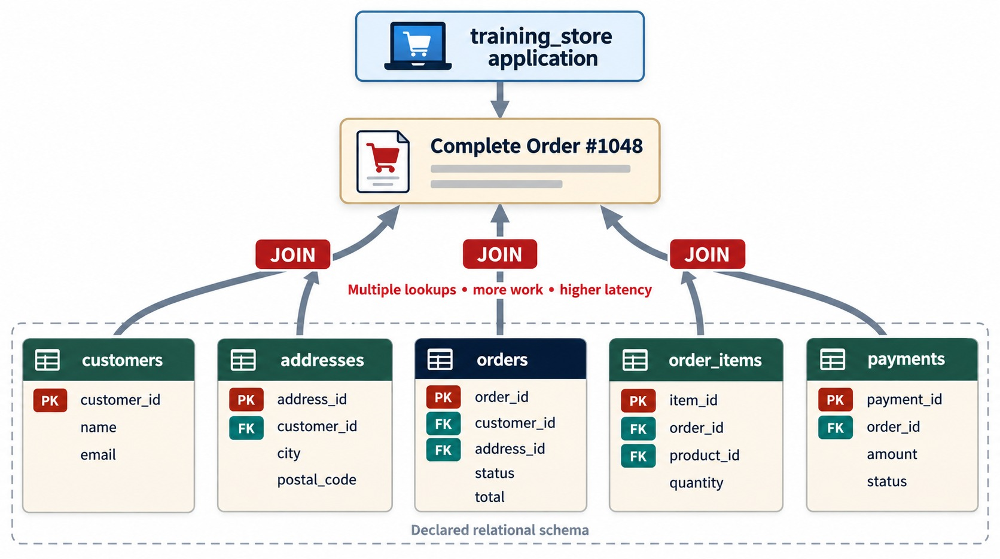 training_store
application
Complete Order #1048
JOIN
JOIN
JOIN
Multiple lookups • more work • higher latency
customers
PK customer_id
name
email
addresses
PK address_id
FK customer_id
city
postal_code
orders
PK order_id
FK customer_id
FK address_id
status
total
order_items
PK item_id
FK order_id
FK product_id
quantity
payments
PK payment_id
FK order_id
amount
status
Declared relational schema